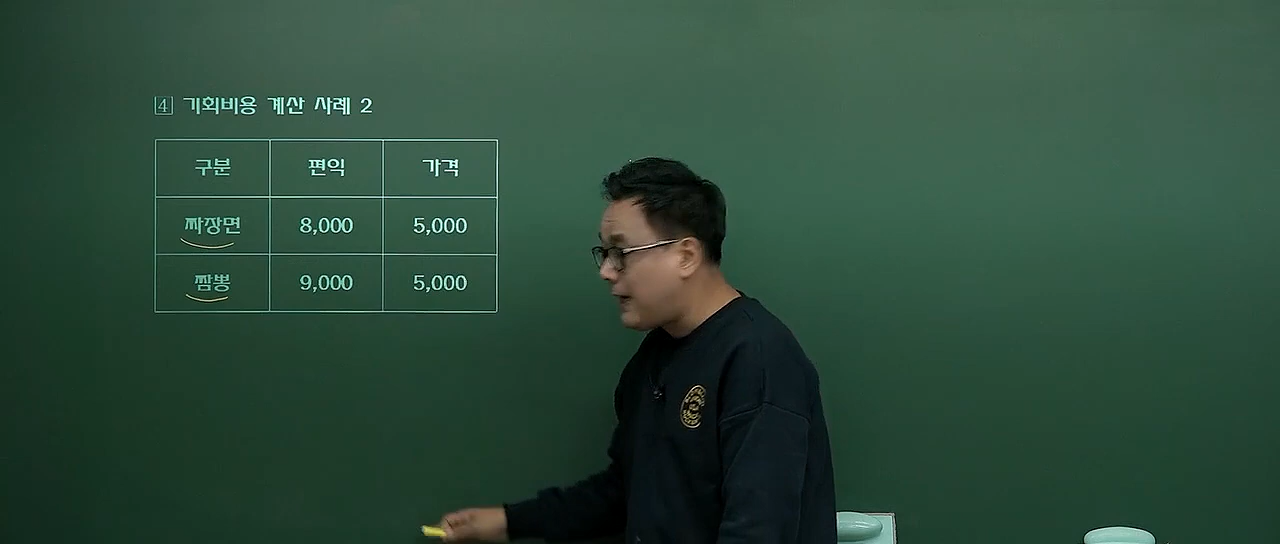 4 기회비용 계산 사례 2
구분 편익 가격
짜장면 8,000 5,000
짬뽕 9,000 5,000